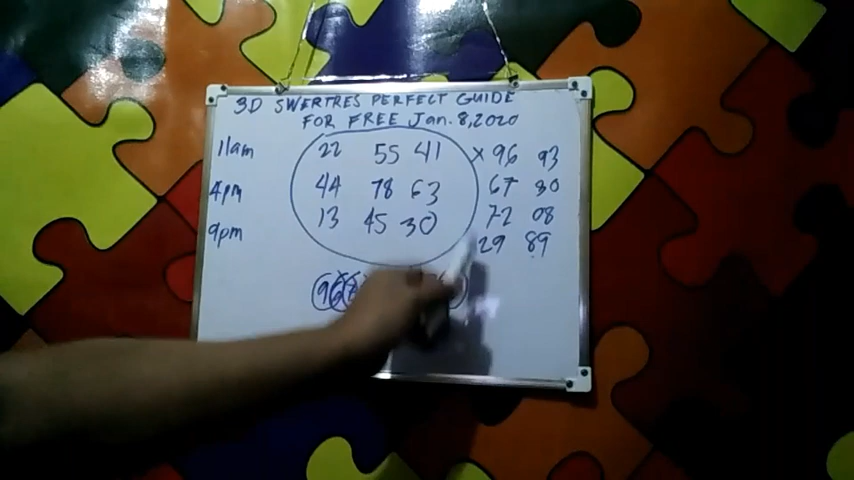 3D SWERTRES PERFECT GUIDE
FOR FREE Jan. 8, 2020
11am 22 55 41 x 96 93
4pm 44 78 63 67 30
9pm 13 45 30 72 08
29 89